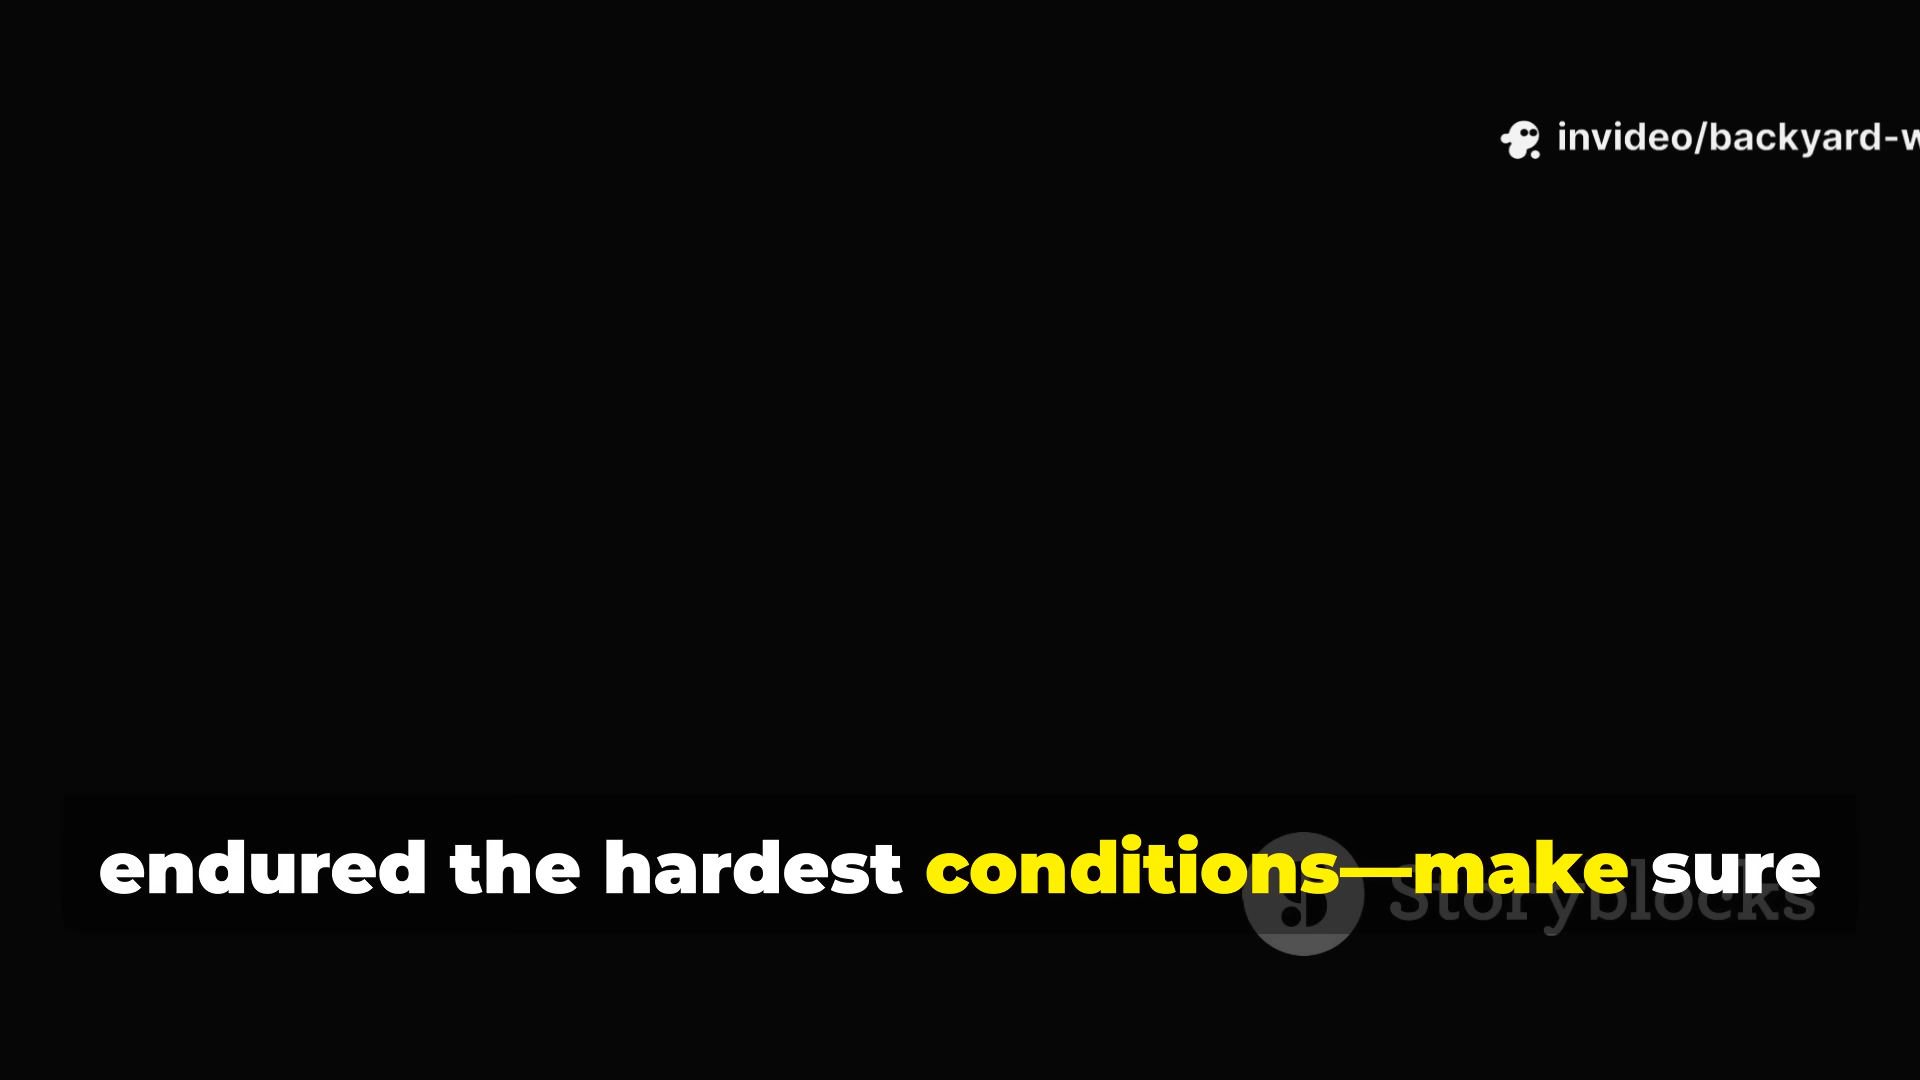 invideo/backyard-w
endured the hardest conditions—make sure
Storyblocks